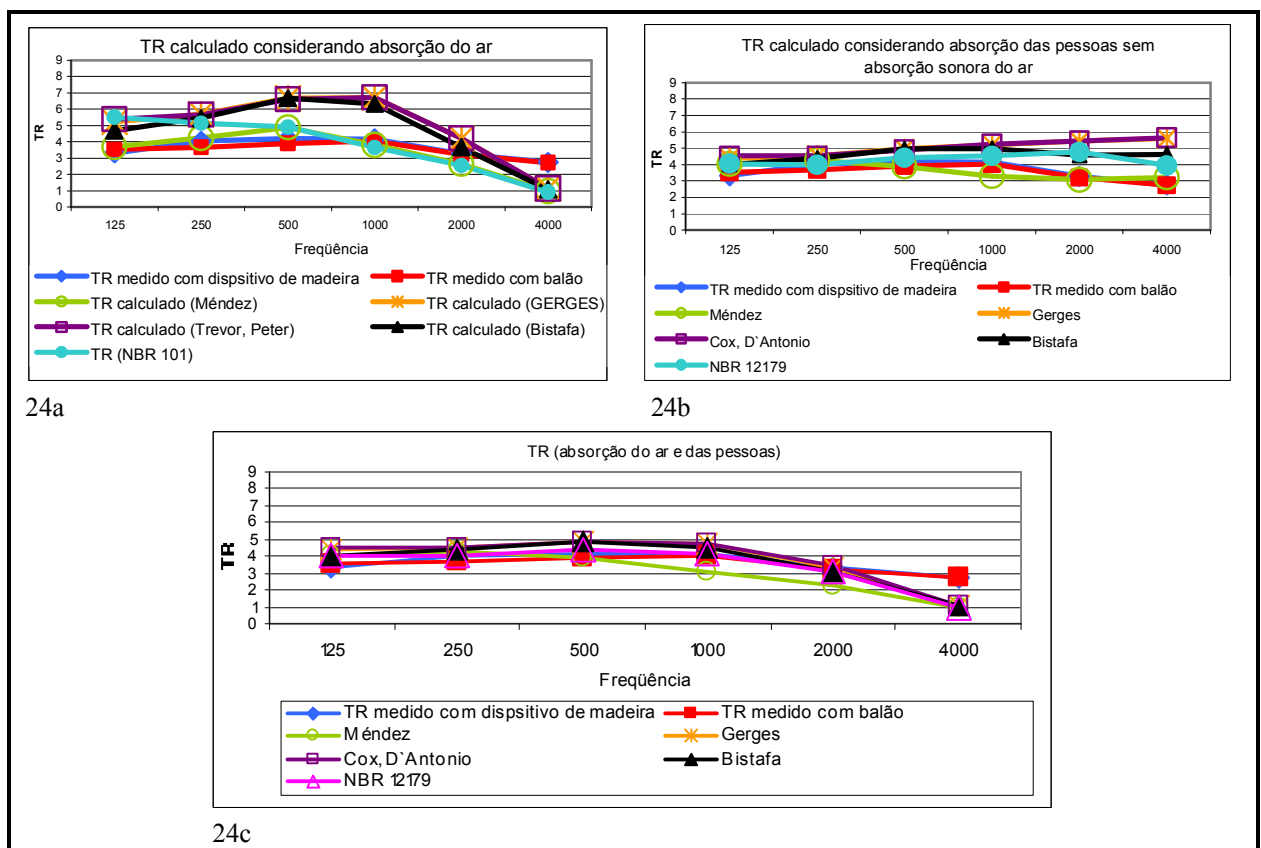 TR calculado considerando absorção do ar
9
8
7
6
5
4
3
2
1
0
TR
125 250 500 1000 2000 4000
Freqüência
TR medido com dispsitivo de madeira TR medido com balão
TR calculado (Méndez) TR calculado (GERGES)
TR calculado (Trevor, Peter) TR calculado (Bistafa)
TR (NBR 101)
24a
TR calculado considerando absorção das pessoas sem
absorção sonora do ar
9
8
7
6
5
4
3
2
1
0
TR
125 250 500 1000 2000 4000
Freqüência
TR medido com dispsitivo de madeira TR medido com balão
Méndez Gerges
Cox, D`Antonio Bistafa
NBR 12179
24b
TR (absorção do ar e das pessoas)
9
8
7
6
5
4
3
2
1
0
TR
125 250 500 1000 2000 4000
Freqüência
TR medido com dispsitivo de madeira TR medido com balão
Méndez Gerges
Cox, D`Antonio Bistafa
NBR 12179
24c